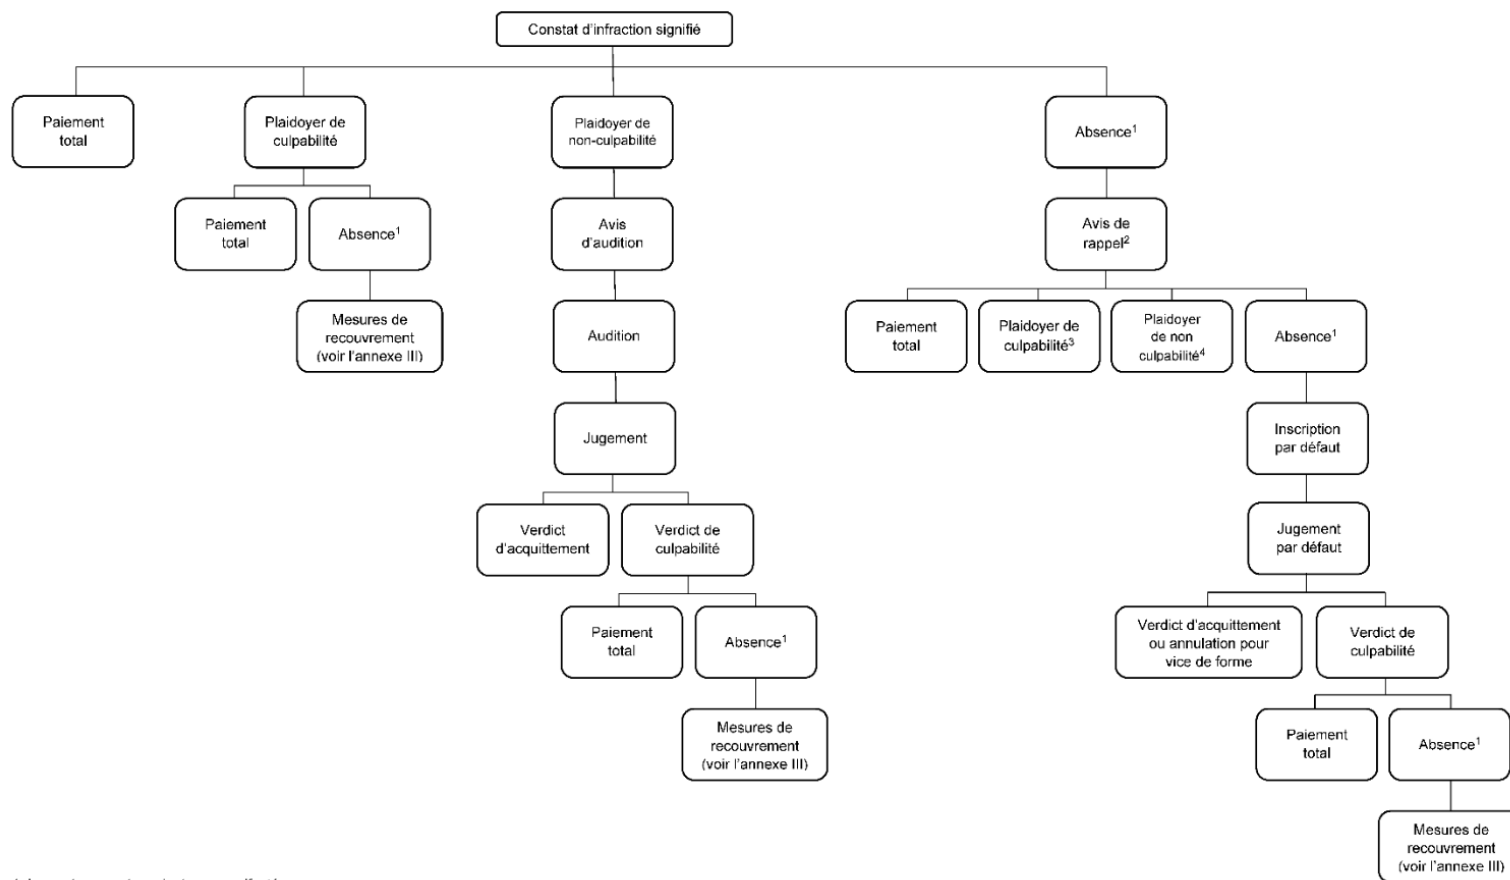 Constat d'infraction signifié
Paiement
total
Plaidoyer de
culpabilité
Plaidoyer de
non-culpabilité
Absence¹
Paiement
total
Absence¹
Avis
d'audition
Avis de
rappel²
Mesures de
recouvrement
(voir l'annexe III)
Audition
Paiement
total
Plaidoyer de
culpabilité³
Plaidoyer
de non
culpabilité⁴
Absence¹
Jugement
Inscription
par défaut
Verdict
d'acquittement
Verdict de
culpabilité
Jugement
par défaut
Paiement
total
Absence¹
Verdict d'acquittement
ou annulation pour
vice de forme
Verdict de
culpabilité
Mesures de
recouvrement
(voir l'annexe III)
Paiement
total
Absence¹
Mesures de
recouvrement
(voir l'annexe III)